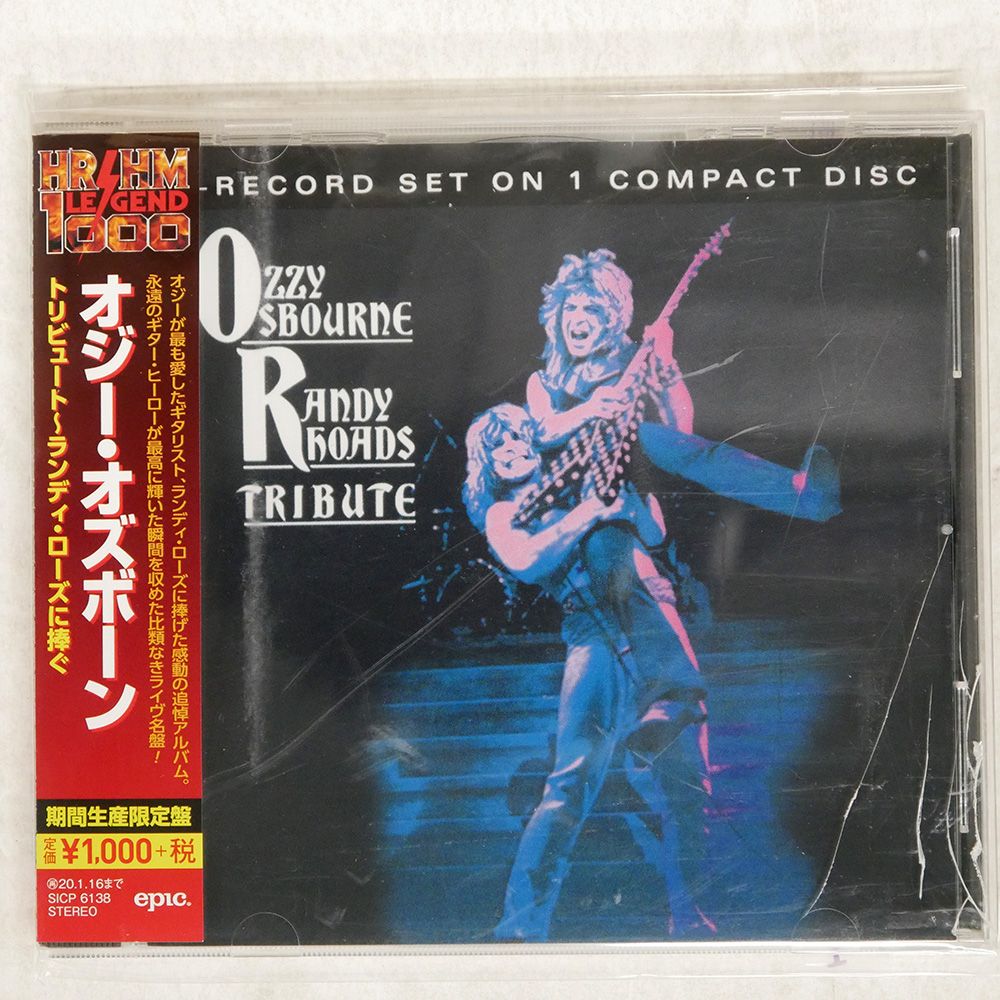 HR/HM
LEGEND
1000
オジー・オズボーン
トリビュート〜ランディ・ローズに捧ぐ
オジーが最も愛したギタリスト、ランディ・ローズに捧げた感動の追悼アルバム。
永遠のギター・ヒーローが最高に輝いた瞬間を収めた比類なきライヴ名盤!
期間生産限定盤
定価 ¥1,000+税
㋐20.1.16まで
SICP 6138
STEREO
epic®
-RECORD SET ON 1 COMPACT DISC
OZZY
OSBOURNE
RANDY
RHOADS
TRIBUTE